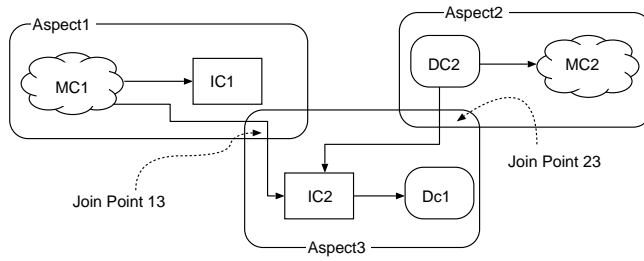 Aspect1
Aspect2
MC1
IC1
DC2
MC2
Join Point 13
Join Point 23
IC2
Dc1
Aspect3